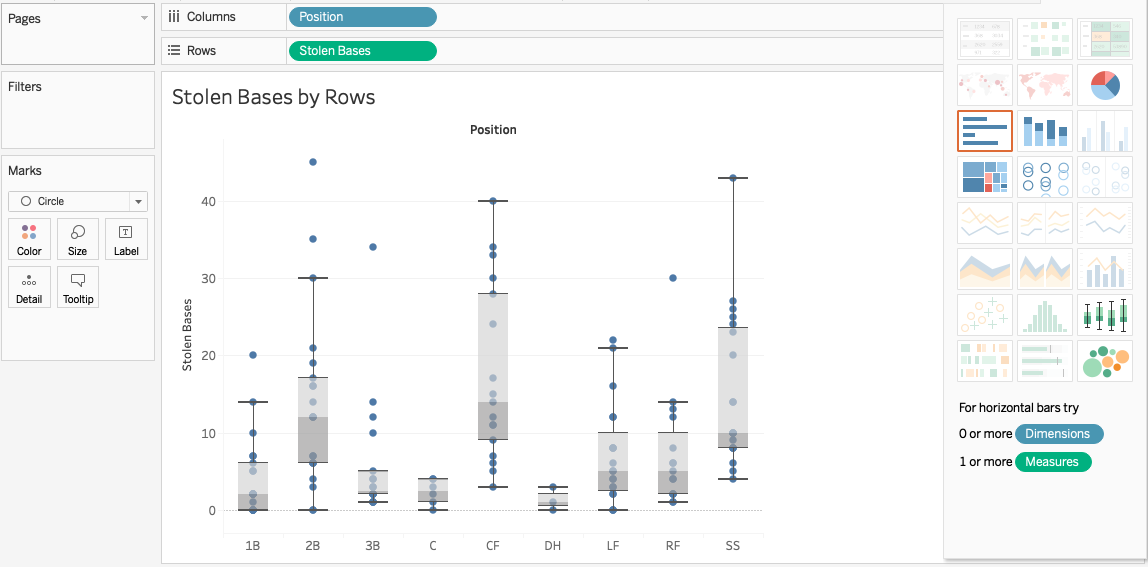 Pages
Columns
Position
Rows
Stolen Bases
Filters
Marks
Circle
Color
Size
Label
Detail
Tooltip
Stolen Bases by Rows
Position
Stolen Bases
40
30
20
10
0
1B
2B
3B
C
CF
DH
LF
RF
SS
For horizontal bars try
0 or more Dimensions
1 or more Measures